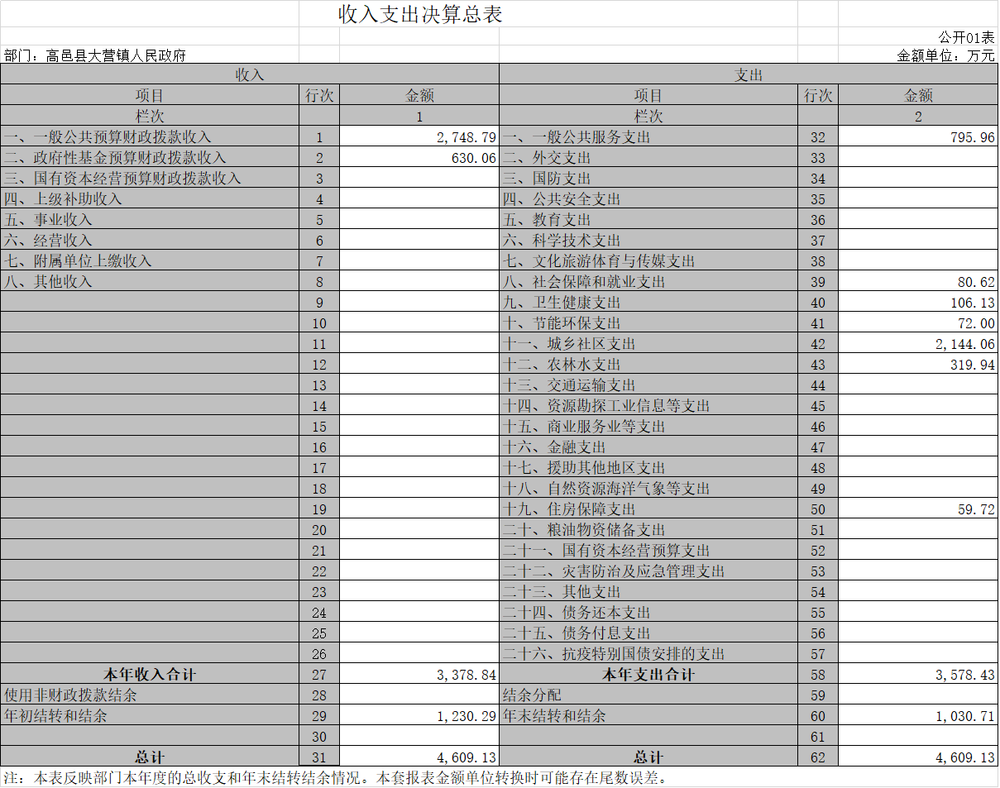 收入支出决算总表
公开01表
部门：高邑县大营镇人民政府 金额单位：万元
收入 支出
项目 行次 金额 项目 行次 金额
栏次 1 栏次 2
一、一般公共预算财政拨款收入 1 2,748.79 一、一般公共服务支出 32 795.96
二、政府性基金预算财政拨款收入 2 630.06 二、外交支出 33
三、国有资本经营预算财政拨款收入 3 三、国防支出 34
四、上级补助收入 4 四、公共安全支出 35
五、事业收入 5 五、教育支出 36
六、经营收入 6 六、科学技术支出 37
七、附属单位上缴收入 7 七、文化旅游体育与传媒支出 38
八、其他收入 8 八、社会保障和就业支出 39 80.62
9 九、卫生健康支出 40 106.13
10 十、节能环保支出 41 72.00
11 十一、城乡社区支出 42 2,144.06
12 十二、农林水支出 43 319.94
13 十三、交通运输支出 44
14 十四、资源勘探工业信息等支出 45
15 十五、商业服务业等支出 46
16 十六、金融支出 47
17 十七、援助其他地区支出 48
18 十八、自然资源海洋气象等支出 49
19 十九、住房保障支出 50 59.72
20 二十、粮油物资储备支出 51
21 二十一、国有资本经营预算支出 52
22 二十二、灾害防治及应急管理支出 53
23 二十三、其他支出 54
24 二十四、债务还本支出 55
25 二十五、债务付息支出 56
26 二十六、抗疫特别国债安排的支出 57
本年收入合计 27 3,378.84 本年支出合计 58 3,578.43
使用非财政拨款结余 28 结余分配 59
年初结转和结余 29 1,230.29 年末结转和结余 60 1,030.71
30 61
总计 31 4,609.13 总计 62 4,609.13
注：本表反映部门本年度的总收支和年末结转结余情况。本套报表金额单位转换时可能存在尾数误差。